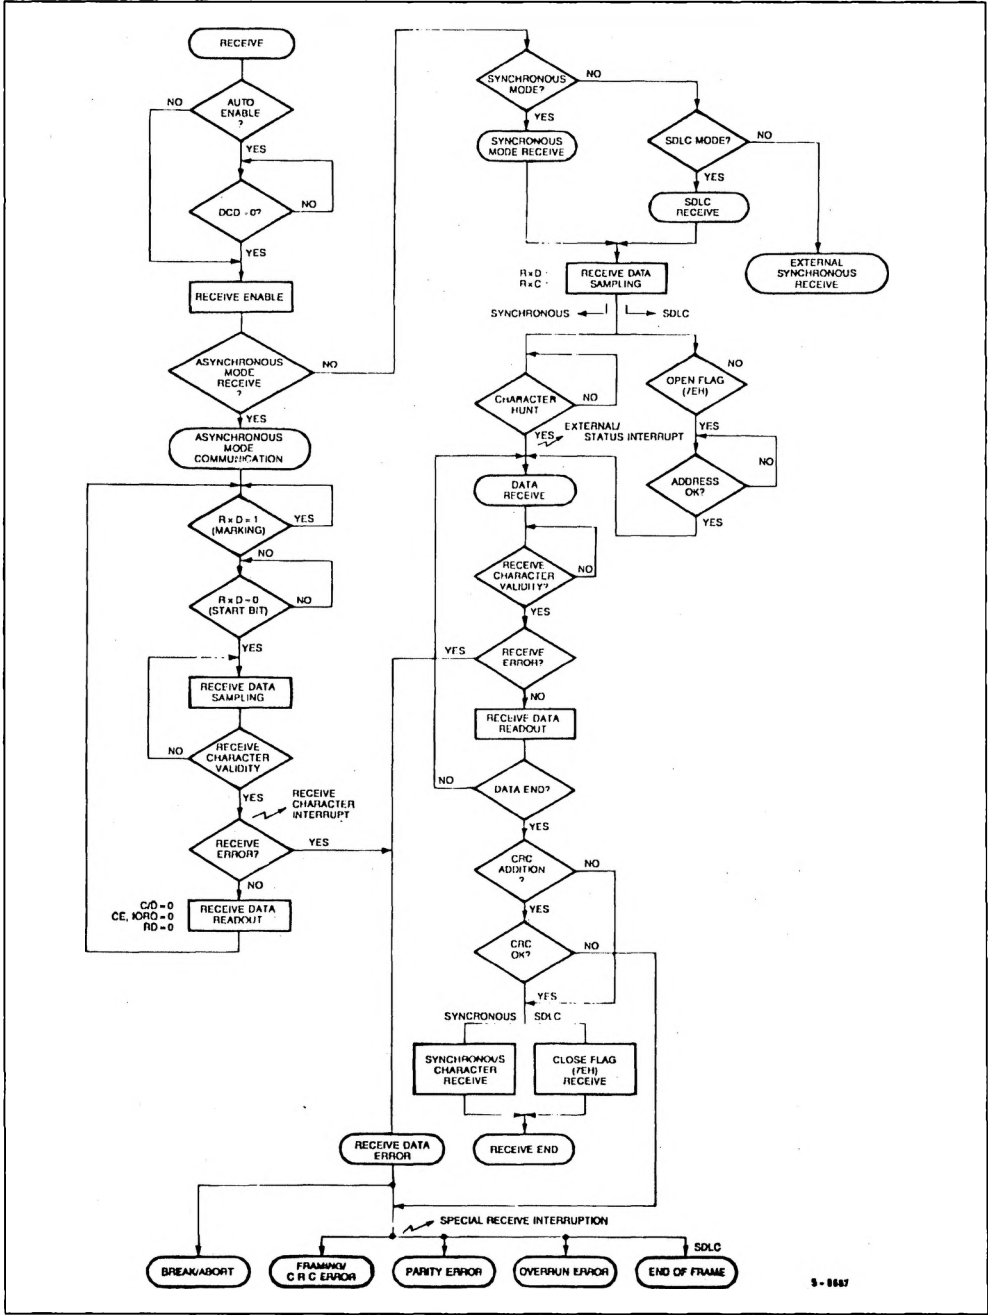 RECEIVE
AUTO
ENABLE
?
NO
YES
DCD = 0?
NO
YES
RECEIVE ENABLE
ASYNCHRONOUS
MODE
RECEIVE
?
NO
YES
ASYNCHRONOUS
MODE
COMMUNICATION
R×D = 1
(MARKING)
YES
NO
R×D = 0
(START BIT)
NO
YES
RECEIVE DATA
SAMPLING
RECEIVE
CHARACTER
VALIDITY
NO
YES
RECEIVE
CHARACTER
INTERRUPT
RECEIVE
ERROR?
YES
NO
C/D = 0
CE, IORQ = 0
RD = 0
RECEIVE DATA
READOUT
SYNCHRONOUS
MODE?
NO
YES
SYNCRONOUS
MODE RECEIVE
SDLC MODE?
NO
YES
SDLC
RECEIVE
EXTERNAL
SYNCHRONOUS
RECEIVE
R×D
R×C
RECEIVE DATA
SAMPLING
SYNCHRONOUS
SDLC
CHARACTER
HUNT
NO
YES
EXTERNAL/
STATUS INTERRUPT
OPEN FLAG
(7EH)
NO
YES
ADDRESS
OK?
NO
YES
DATA
RECEIVE
RECEIVE
CHARACTER
VALIDITY?
NO
YES
RECEIVE
ERROR?
YES
NO
RECEIVE DATA
READOUT
DATA END?
NO
YES
CRC
ADDITION
?
NO
YES
CRC
OK?
NO
YES
SYNCRONOUS
SDLC
SYNCHRONOUS
CHARACTER
RECEIVE
CLOSE FLAG
(7EH)
RECEIVE
RECEIVE END
RECEIVE DATA
ERROR
SPECIAL RECEIVE INTERRUPTION
BREAK/ABORT
FRAMING/
C R C ERROR
PARITY ERROR
OVERRUN ERROR
SDLC
END OF FRAME